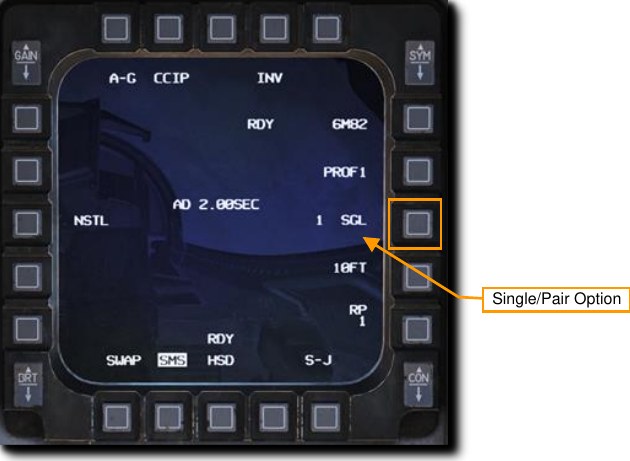 GAIN
SYM
A-G CCIP INV
RDY 6M82
PROF1
AD 2.00SEC
NSTL 1 SGL
10FT
Single/Pair Option
RP
1
RDY
SWAP SMS HSD S-J
BRT
CON